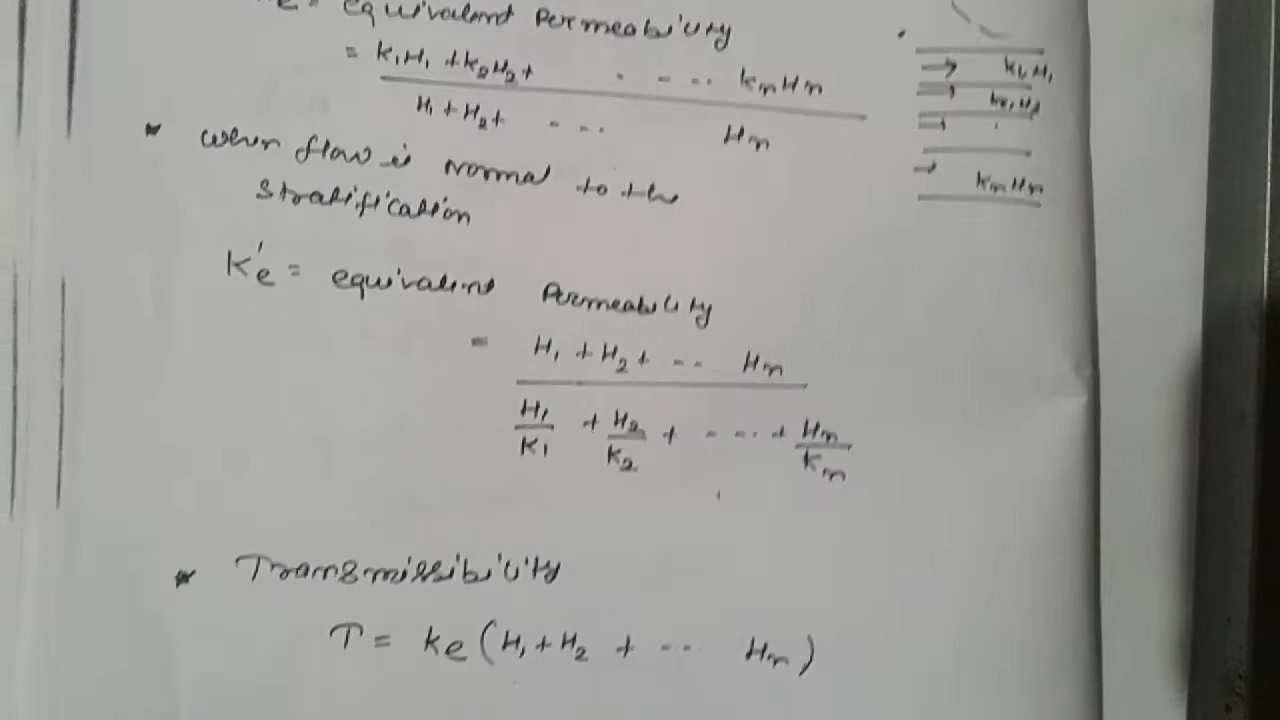 Ke = equivalent Permeability
= K1H1 + K2H2 + . - .. KnHn
H1 + H2 + ... Hn
K1H1
K2H2
KnHn
* When flow is normal to the
stratification
K'e = equivalent Permeability
= H1 + H2 + .. Hn
H1/K1 + H2/K2 + - ... + Hn/Kn
* Transmissibility
T = Ke (H1 + H2 + .. Hn)